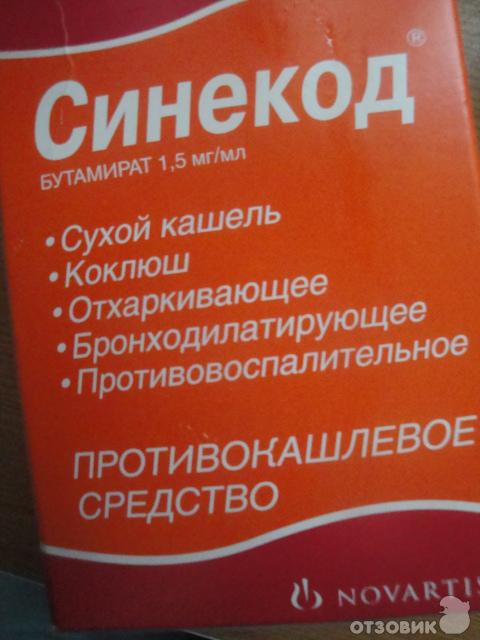 Синекод®
БУТАМИРАТ 1,5 мг/мл
• Сухой кашель
• Коклюш
• Отхаркивающее
• Бронходилатирующее
• Противовоспалительное
ПРОТИВОКАШЛЕВОЕ
СРЕДСТВО
NOVARTIS
ОТЗОВИК